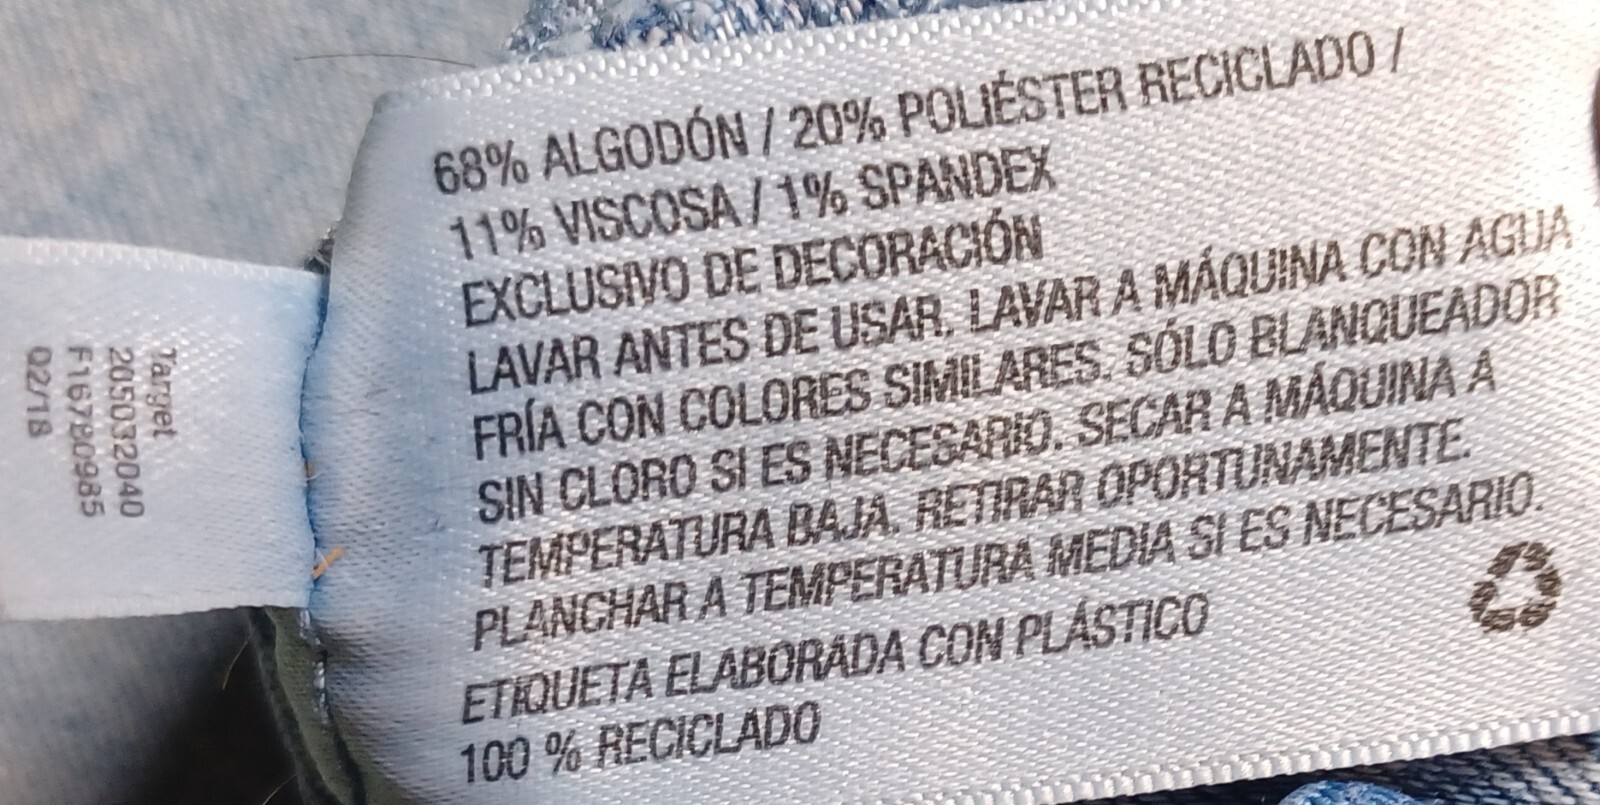 68% ALGODÓN / 20% POLIÉSTER RECICLADO /
11% VISCOSA / 1% SPANDEX
EXCLUSIVO DE DECORACIÓN
LAVAR ANTES DE USAR. LAVAR A MÁQUINA CON AGUA
FRÍA CON COLORES SIMILARES. SÓLO BLANQUEADOR
SIN CLORO SI ES NECESARIO. SECAR A MÁQUINA A
TEMPERATURA BAJA. RETIRAR OPORTUNAMENTE.
PLANCHAR A TEMPERATURA MEDIA SI ES NECESARIO.
ETIQUETA ELABORADA CON PLÁSTICO
100 % RECICLADO
Target
205032040
F167B0985
Q2/18